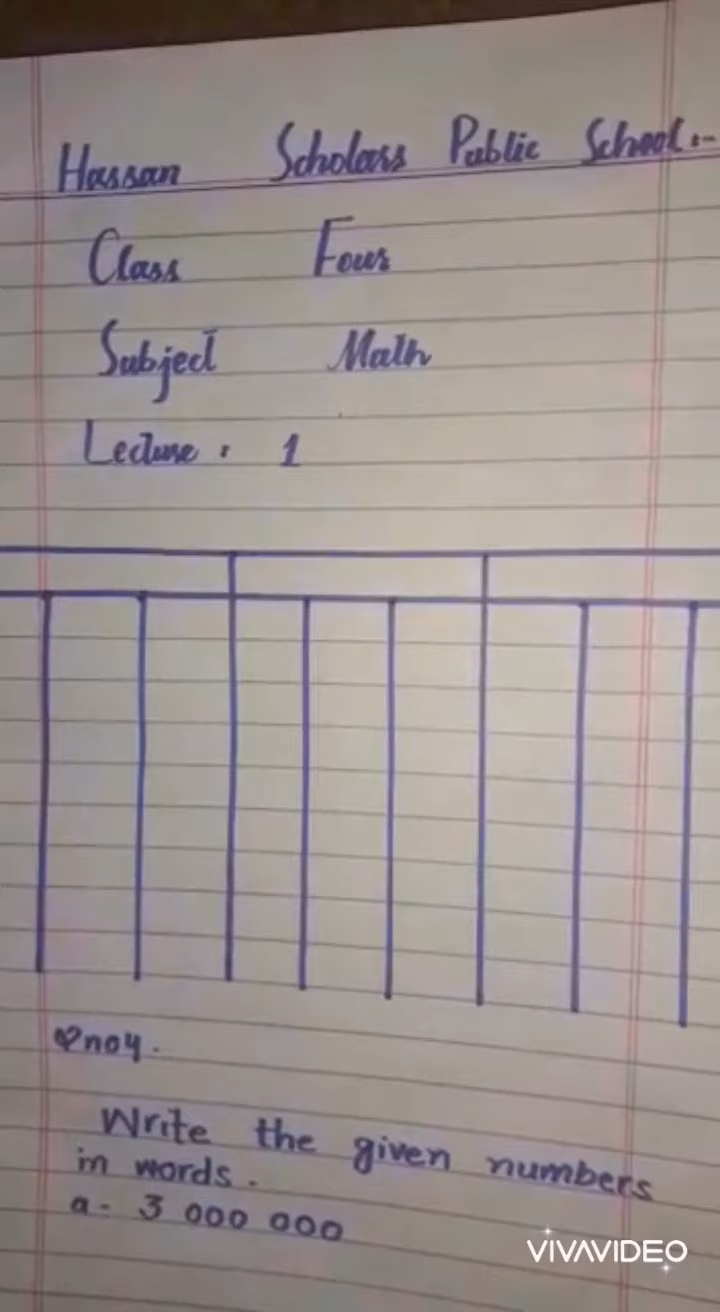 Hassan Scholars Public School..-
Class Four
Subject Math
Lecture . 1
Qno4.
Write the given numbers
in words.
a- 3 000 000
VIVAVIDEO